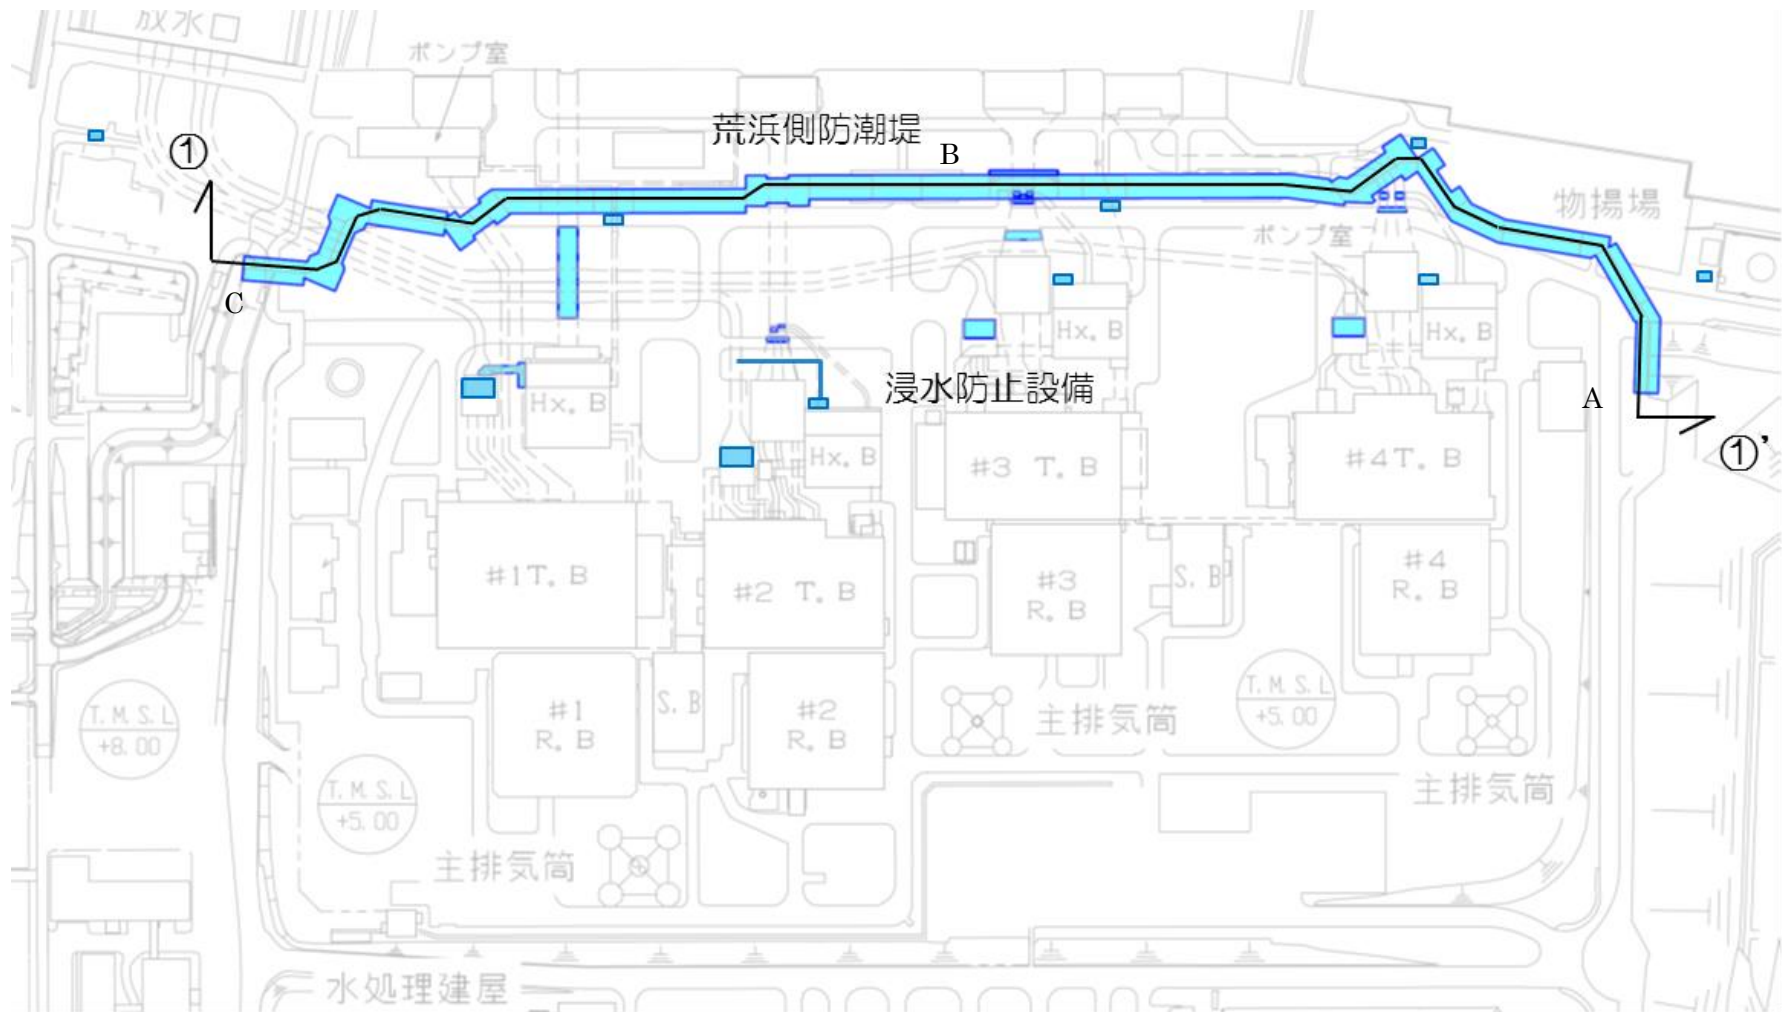 放水口
ポンプ室
荒浜側防潮堤
B
①
物揚場
ポンプ室
C
Hx. B
Hx. B
浸水防止設備
Hx. B
A
Hx. B
①'
#3 T. B
#4 T. B
#1 T. B
#2 T. B
#3
R. B
S. B
#4
R. B
#1
R. B
S. B
#2
R. B
T. M. S. L
+8. 00
主排気筒
T. M. S. L
+5. 00
T. M. S. L
+5. 00
主排気筒
主排気筒
水処理建屋